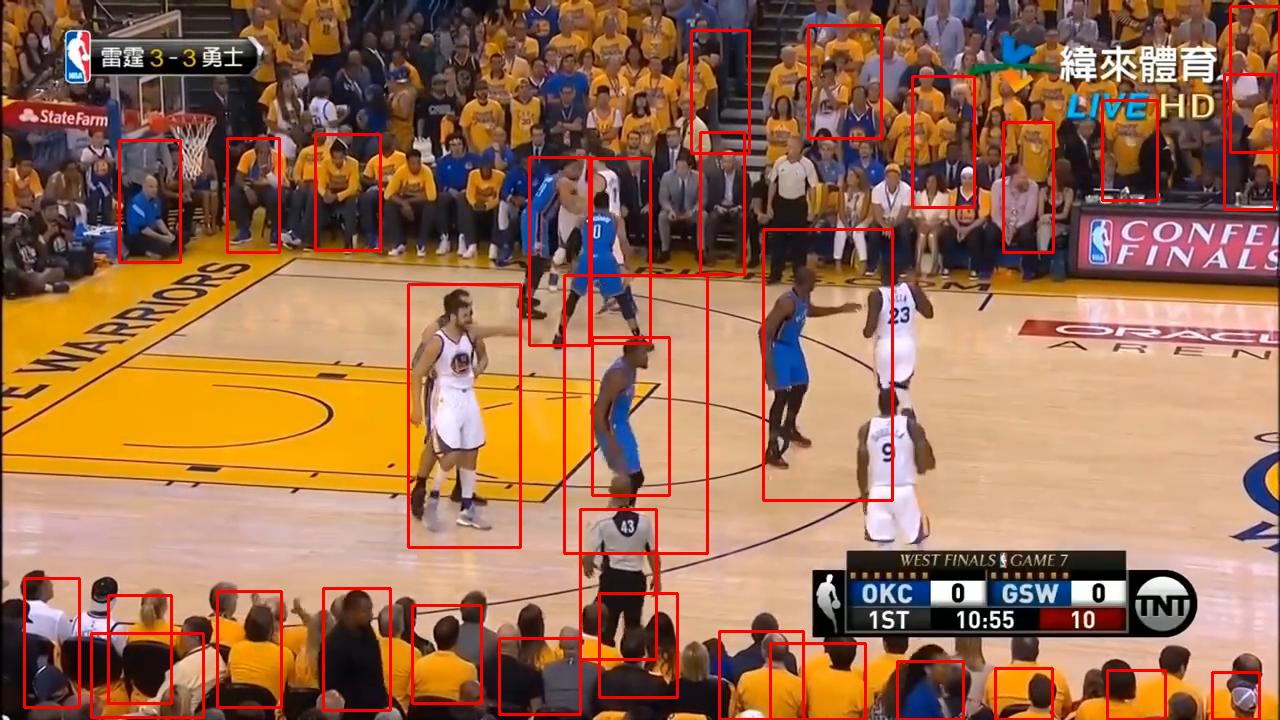 雷霆 3-3 勇士
NBA
緯來體育
LIVE HD
StateFarm
0
CONFE
FINALS
WARRIORS
23
ORACL
AREN
9
43
WEST FINALS GAME 7
OKC 0 GSW 0
1ST 10:55 10
TNT